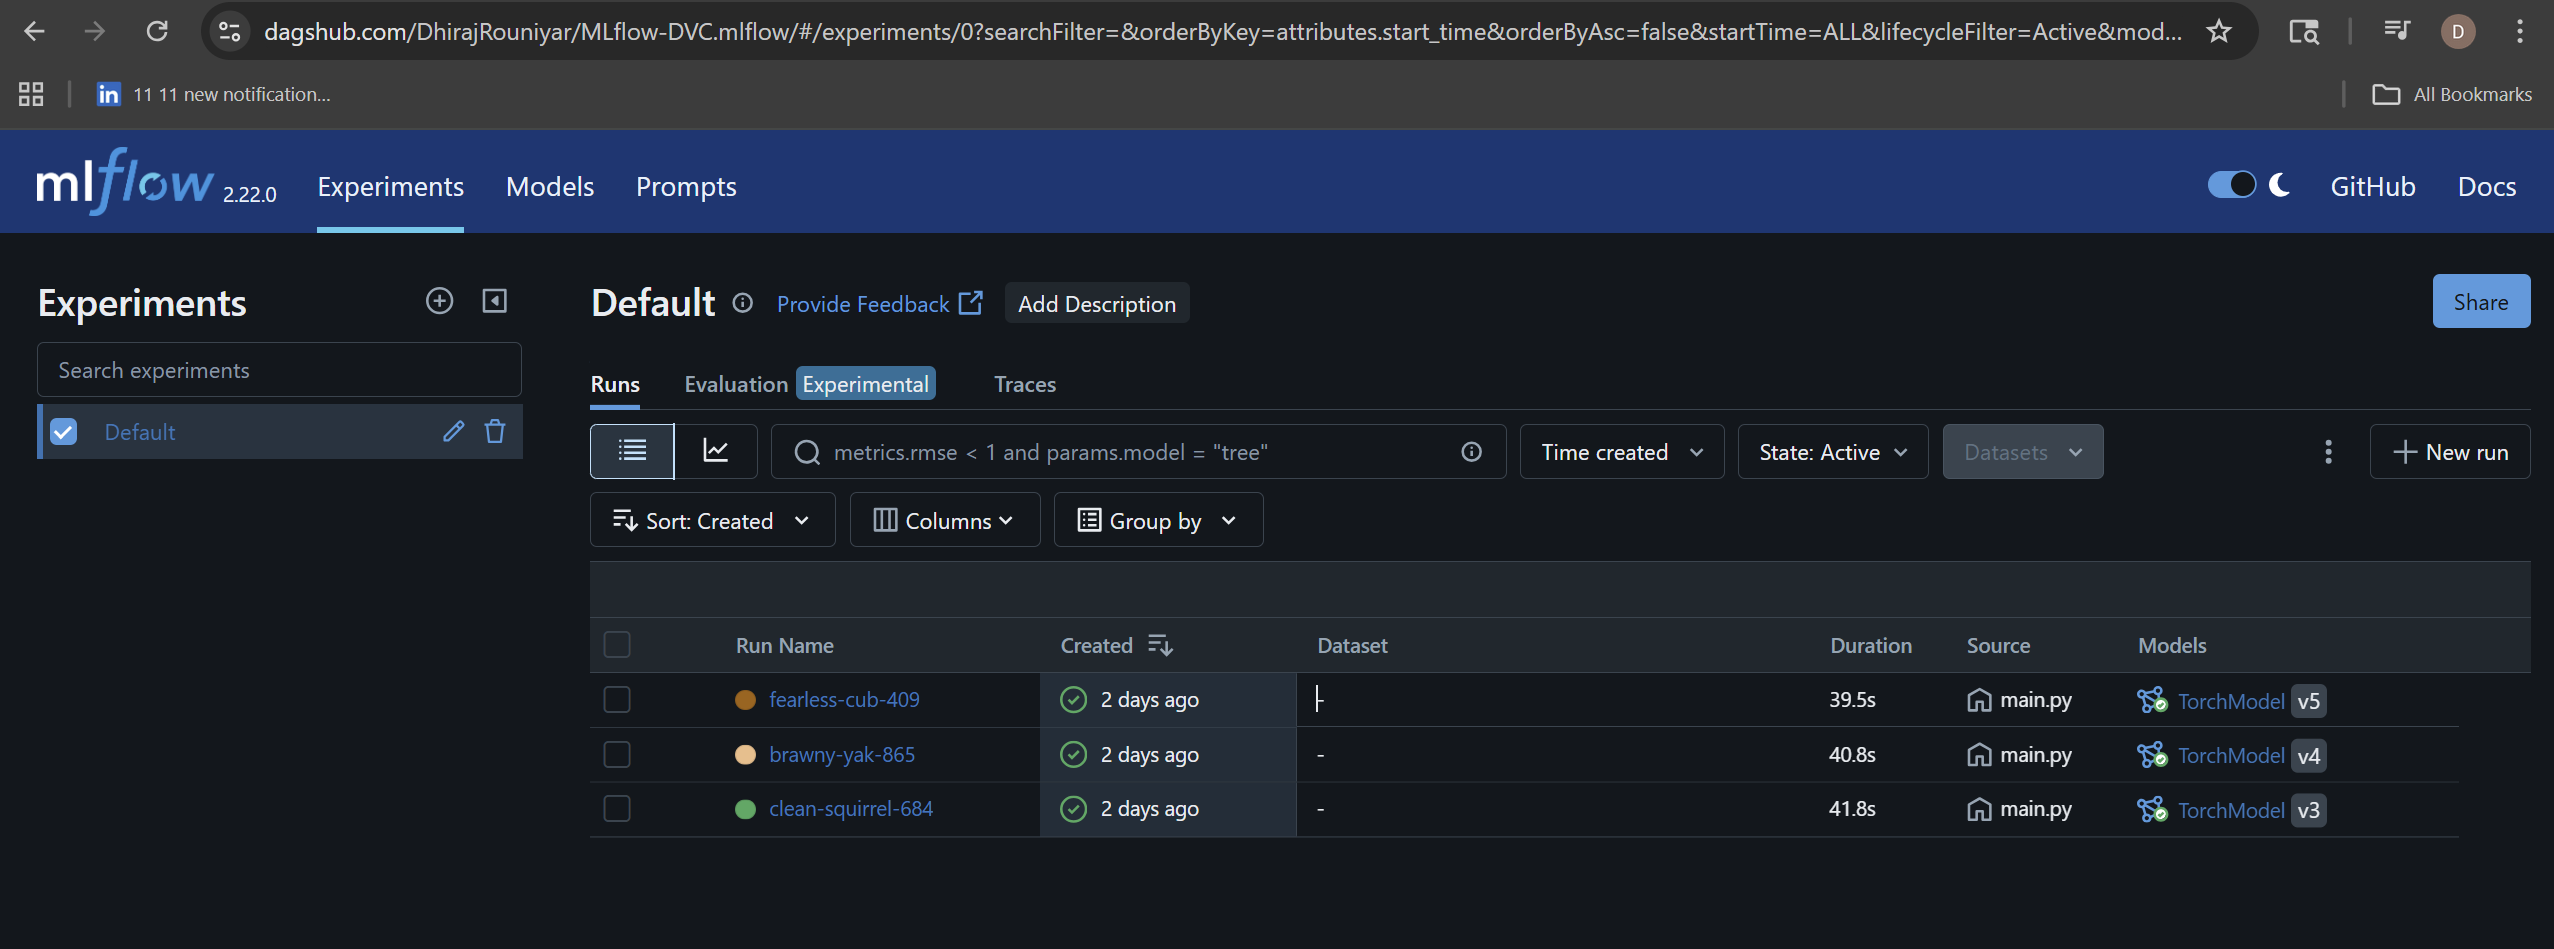 dagshub.com/DhirajRouniyar/MLflow-DVC.mlflow/#/experiments/0?searchFilter=&orderByKey=attributes.start_time&orderByAsc=false&startTime=ALL&lifecycleFilter=Active&mod...
D
in 11 11 new notification...
All Bookmarks
mlflow 2.22.0 Experiments Models Prompts GitHub Docs
Experiments
Default Provide Feedback Add Description Share
Search experiments
Default
Runs Evaluation Experimental Traces
metrics.rmse < 1 and params.model = "tree" Time created State: Active Datasets New run
Sort: Created Columns Group by
Run Name Created Dataset Duration Source Models
fearless-cub-409 2 days ago - 39.5s main.py TorchModel v5
brawny-yak-865 2 days ago - 40.8s main.py TorchModel v4
clean-squirrel-684 2 days ago - 41.8s main.py TorchModel v3